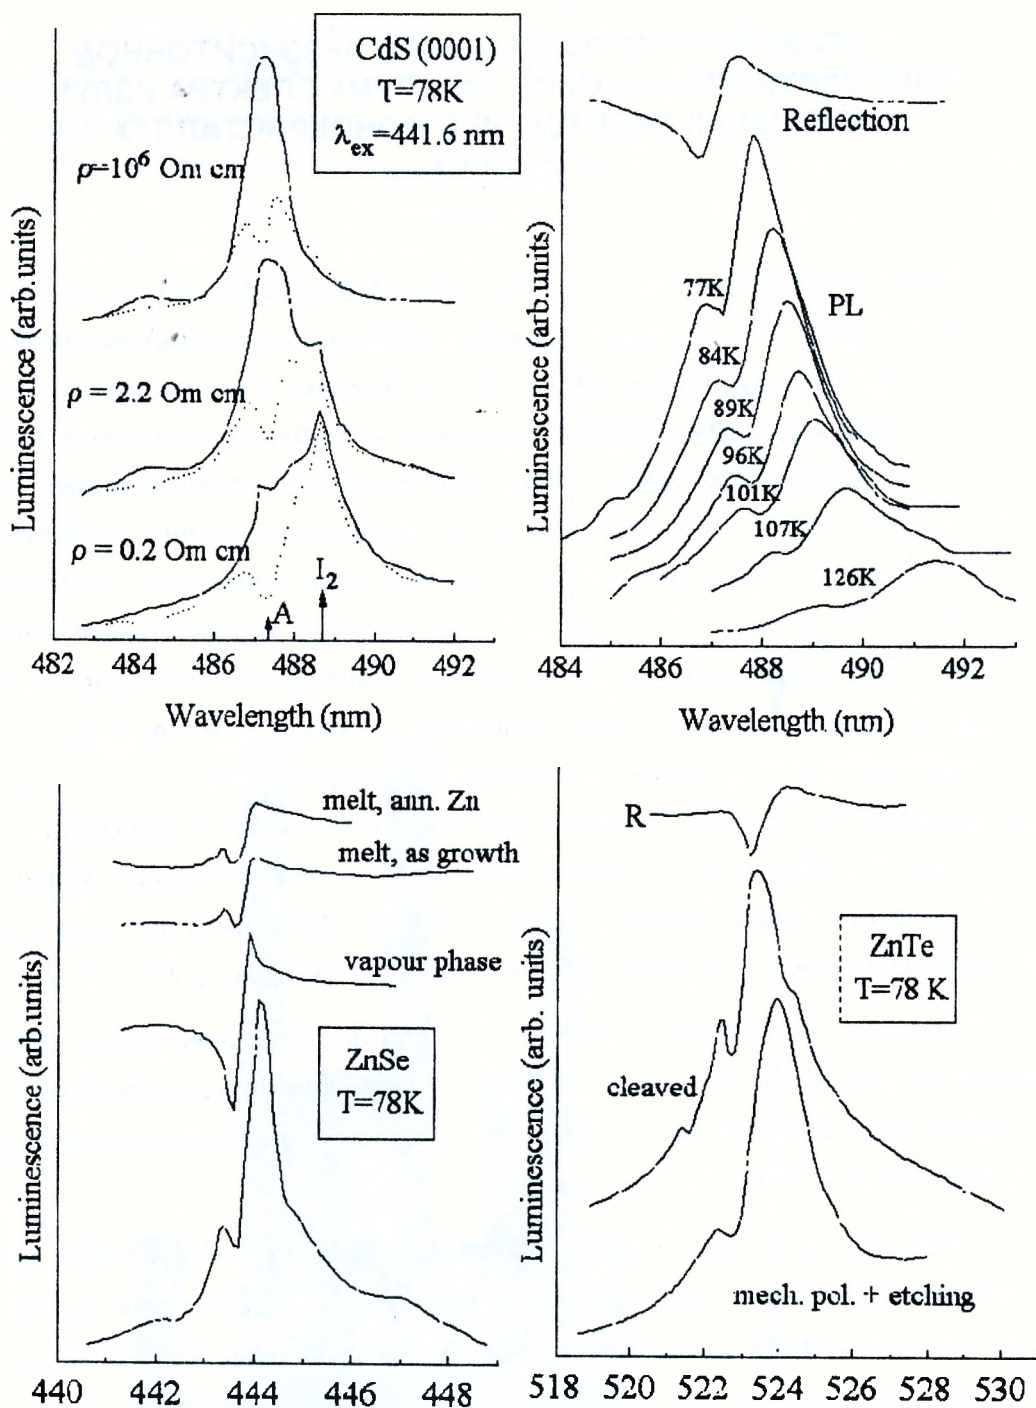 CdS (0001)
T=78K
λex=441.6 nm
ρ=10⁶ Om cm
ρ = 2.2 Om cm
ρ = 0.2 Om cm
I₂
A
Luminescence (arb.units)
482 484 486 488 490 492
Wavelength (nm)
Reflection
PL
77K
84K
89K
96K
101K
107K
126K
Luminescence (arb.units)
484 486 488 490 492
Wavelength (nm)
melt, ann. Zn
melt, as growth
vapour phase
ZnSe
T=78K
Luminescence (arb.units)
440 442 444 446 448
R
ZnTe
T=78 K
cleaved
mech. pol. + etching
Luminescence (arb. units)
518 520 522 524 526 528 530